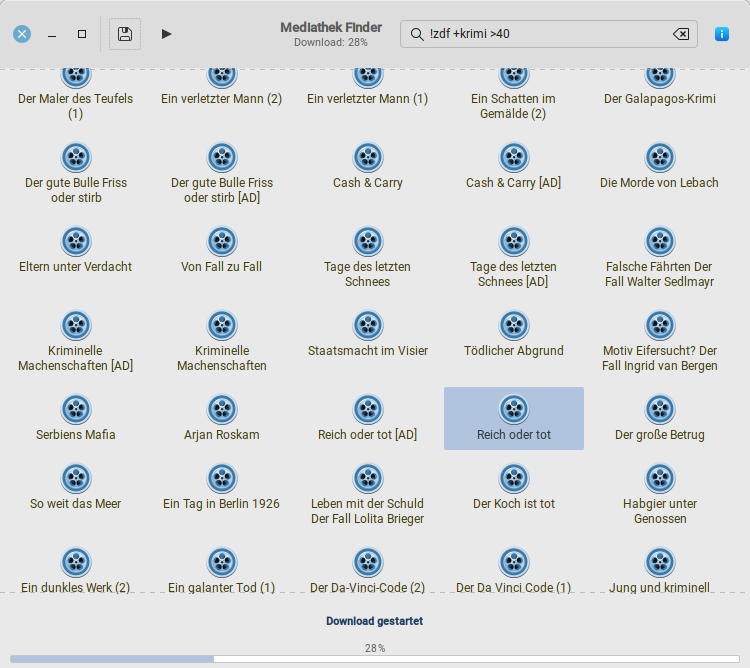 Mediathek Finder
Download: 28%
!zdf +krimi >40
Der Maler des Teufels
(1)
Ein verletzter Mann (2)
Ein verletzter Mann (1)
Ein Schatten im
Gemälde (2)
Der Galapagos-Krimi
Der gute Bulle Friss
oder stirb
Der gute Bulle Friss
oder stirb [AD]
Cash & Carry
Cash & Carry [AD]
Die Morde von Lebach
Eltern unter Verdacht
Von Fall zu Fall
Tage des letzten
Schnees
Tage des letzten
Schnees [AD]
Falsche Fährten Der
Fall Walter Sedlmayr
Kriminelle
Machenschaften [AD]
Kriminelle
Machenschaften
Staatsmacht im Visier
Tödlicher Abgrund
Motiv Eifersucht? Der
Fall Ingrid van Bergen
Serbiens Mafia
Arjan Roskam
Reich oder tot [AD]
Reich oder tot
Der große Betrug
So weit das Meer
Ein Tag in Berlin 1926
Leben mit der Schuld
Der Fall Lolita Brieger
Der Koch ist tot
Habgier unter
Genossen
Ein dunkles Werk (2)
Ein galanter Tod (1)
Der Da-Vinci-Code (2)
Der Da Vinci Code (1)
Jung und kriminell
Download gestartet
28%